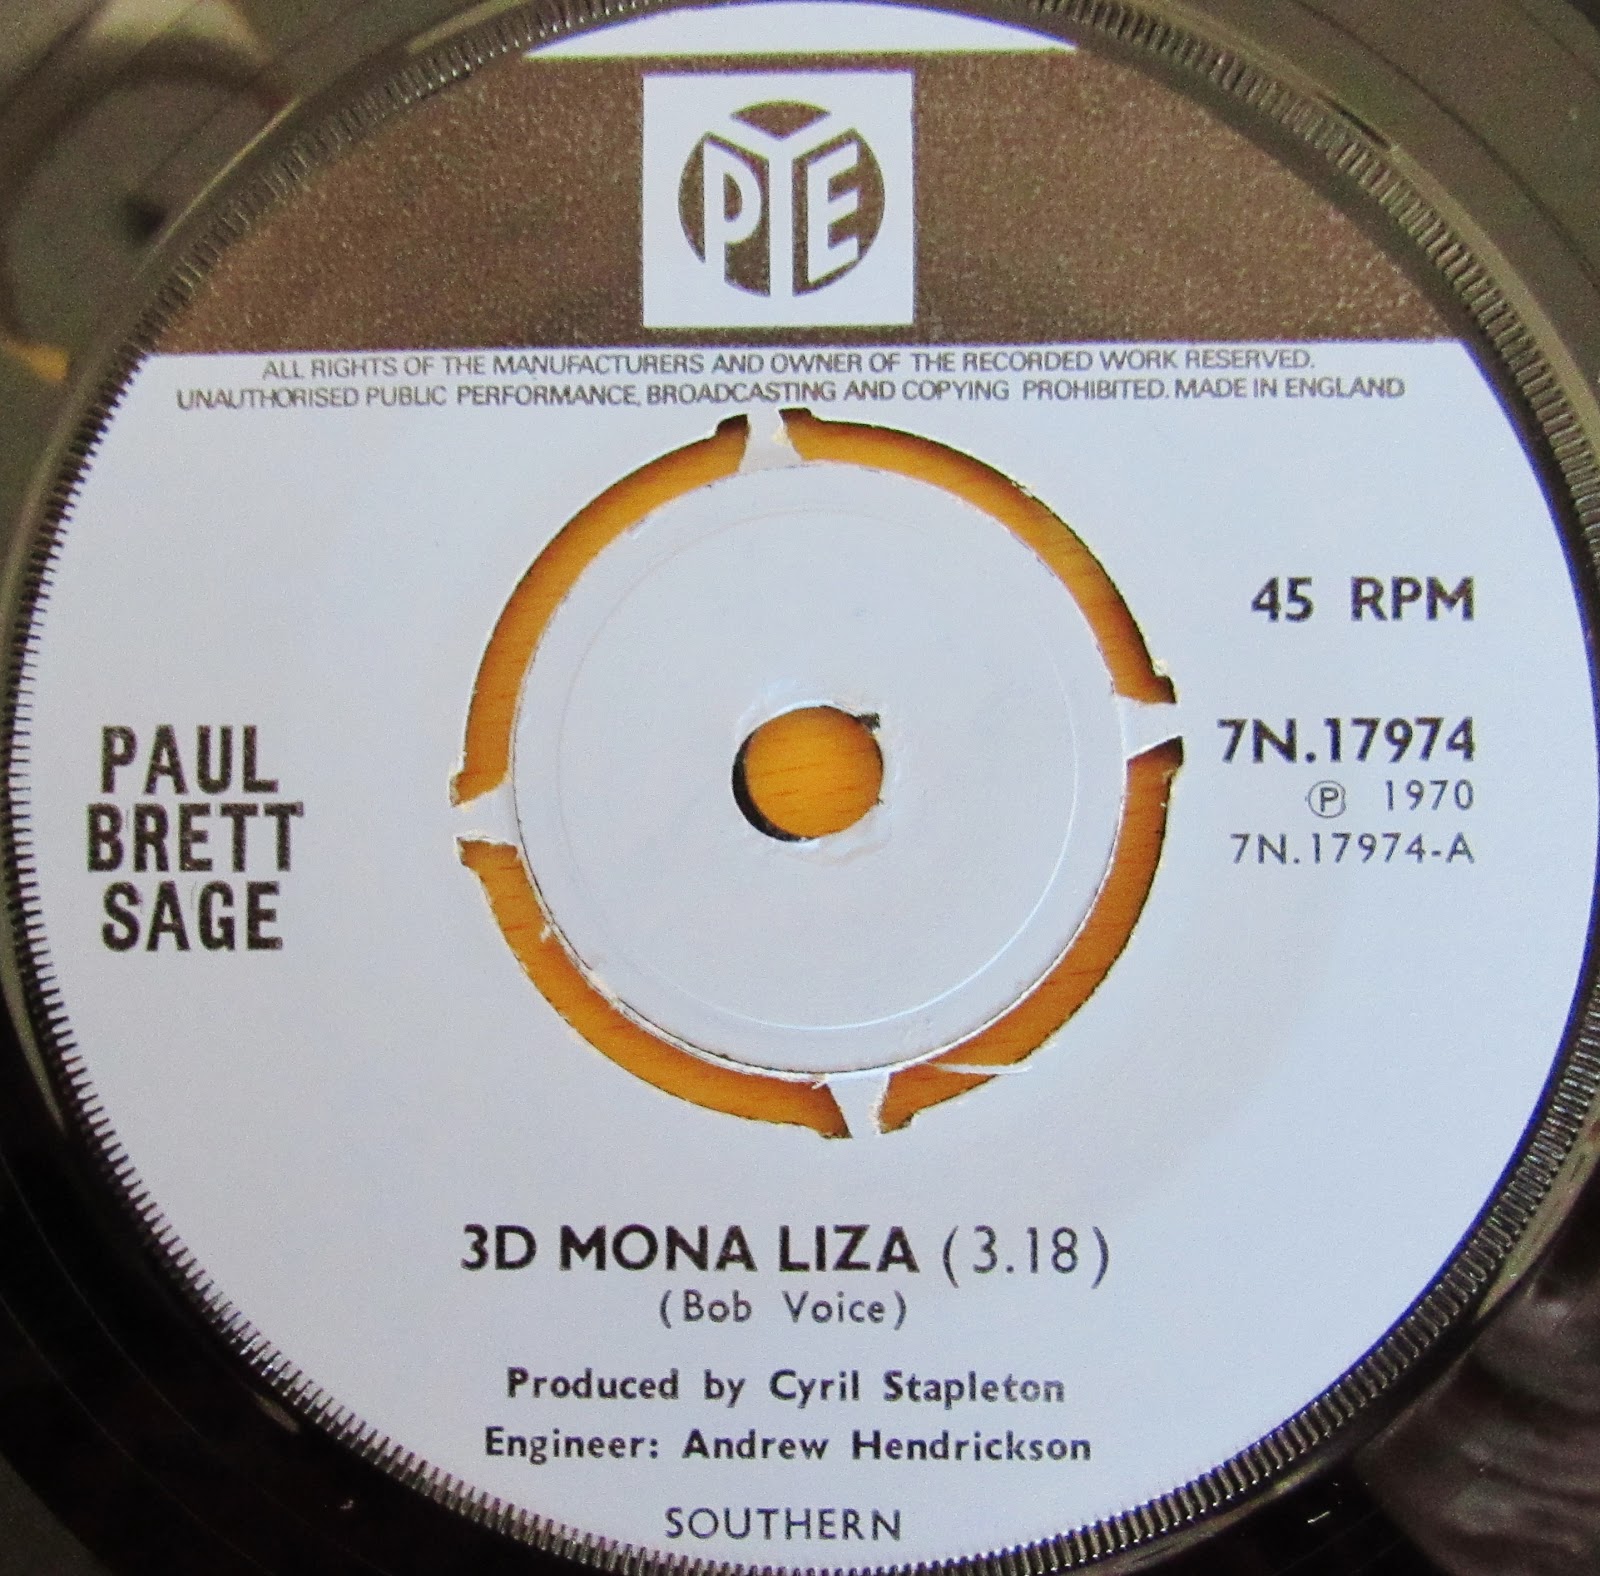 PYE
ALL RIGHTS OF THE MANUFACTURERS AND OWNER OF THE RECORDED WORK RESERVED.
UNAUTHORISED PUBLIC PERFORMANCE, BROADCASTING AND COPYING PROHIBITED. MADE IN ENGLAND
45 RPM
7N.17974
Ⓟ 1970
7N.17974-A
PAUL
BRETT
SAGE
3D MONA LIZA (3.18)
(Bob Voice)
Produced by Cyril Stapleton
Engineer: Andrew Hendrickson
SOUTHERN